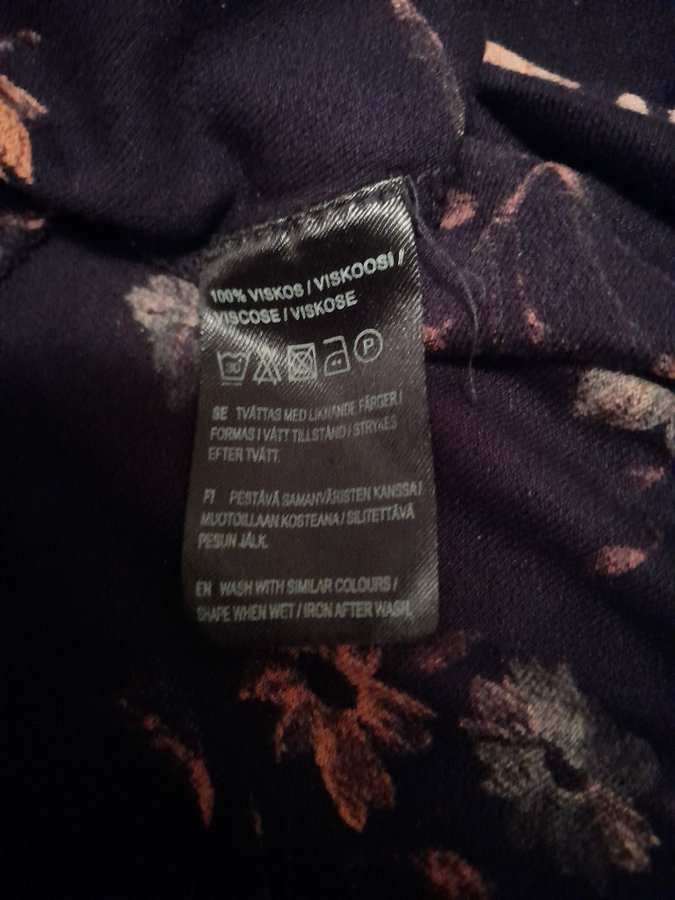 100% VISKOS / VISKOOSI /
VISCOSE / VISKOSE
30 P
SE TVÄTTAS MED LIKNANDE FÄRGER /
FORMAS I VÅTT TILLSTÅND / STRYKES
EFTER TVÄTT.
FI PESTÄVÄ SAMANVÄRISTEN KANSSA /
MUOTOILLAAN KOSTEANA / SILITETTÄVÄ
PESUN JÄLK.
EN WASH WITH SIMILAR COLOURS /
SHAPE WHEN WET / IRON AFTER WASH.